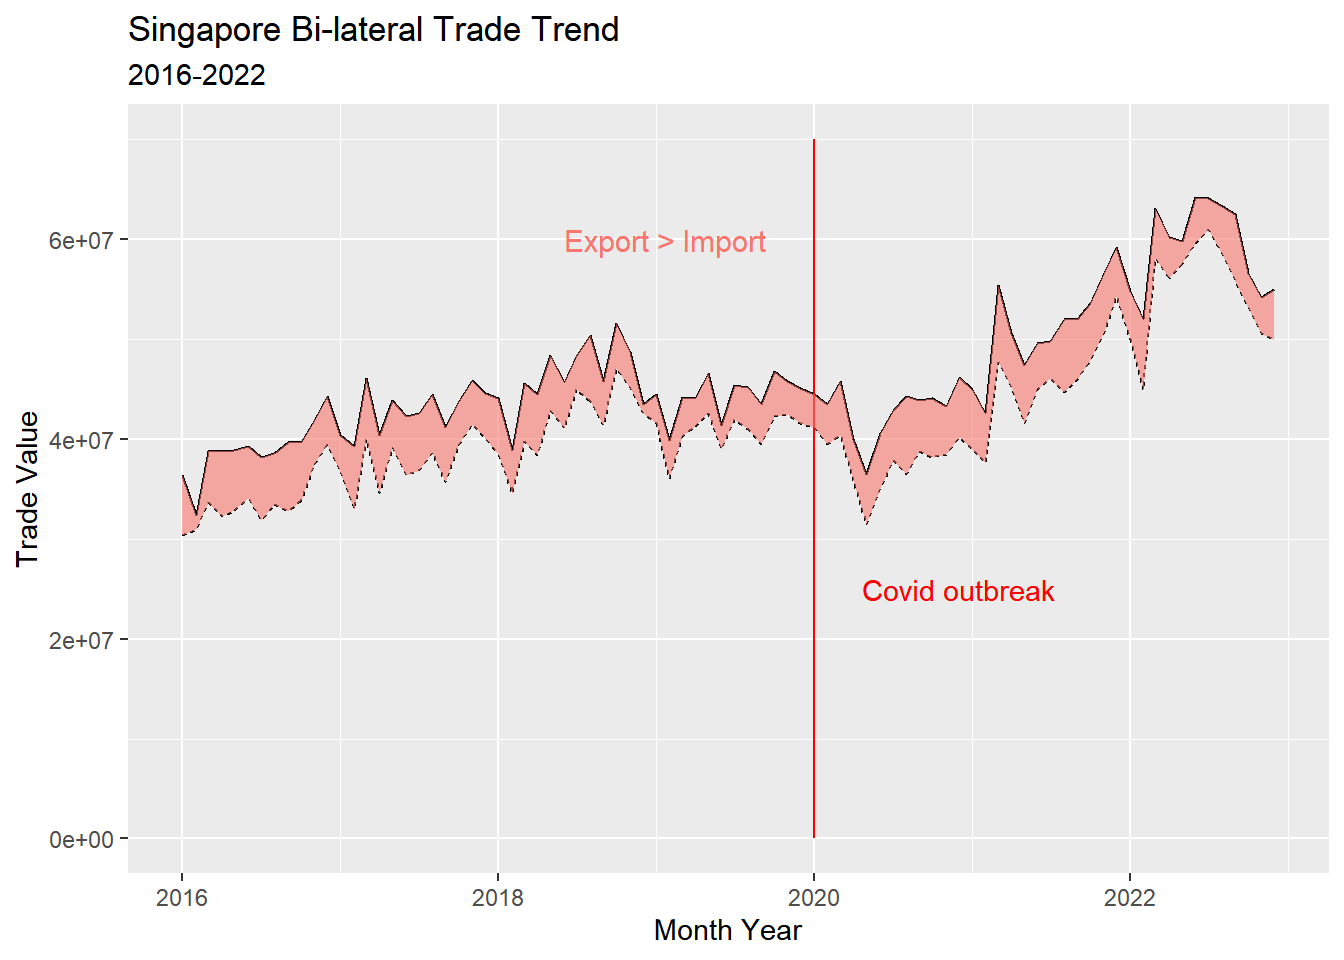 Singapore Bi-lateral Trade Trend
2016-2022
Export > Import
Covid outbreak
Trade Value
6e+07
4e+07
2e+07
0e+00
2016
2018
2020
2022
Month Year